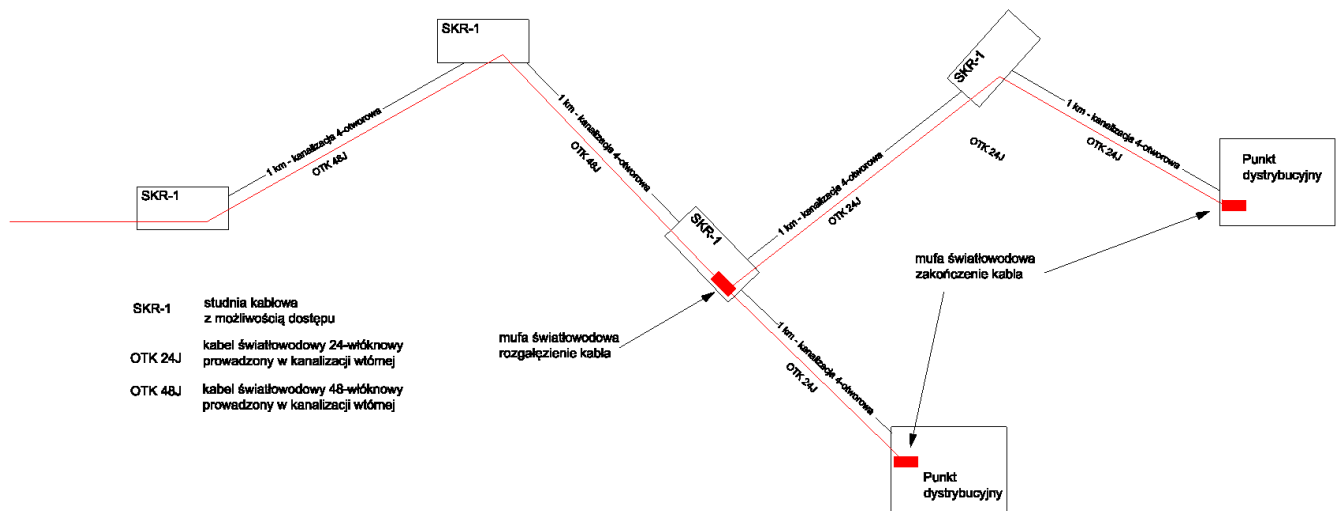 SKR-1
SKR-1
1 km - kanalizacja 4-otworowa
OTK 48J
SKR-1
1 km - kanalizacja 4-otworowa
OTK 48J
SKR-1
1 km - kanalizacja 4-otworowa
OTK 24J
OTK 24J
1 km - kanalizacja 4-otworowa
OTK 24J
Punkt
dystrybucyjny
SKR-1
mufa światłowodowa
zakończenie kabla
mufa światłowodowa
rozgałęzienie kabla
1 km - kanalizacja 4-otworowa
OTK 24J
Punkt
dystrybucyjny
SKR-1 studnia kablowa
z możliwością dostępu
OTK 24J kabel światłowodowy 24-włóknowy
prowadzony w kanalizacji wtórnej
OTK 48J kabel światłowodowy 48-włóknowy
prowadzony w kanalizacji wtórnej